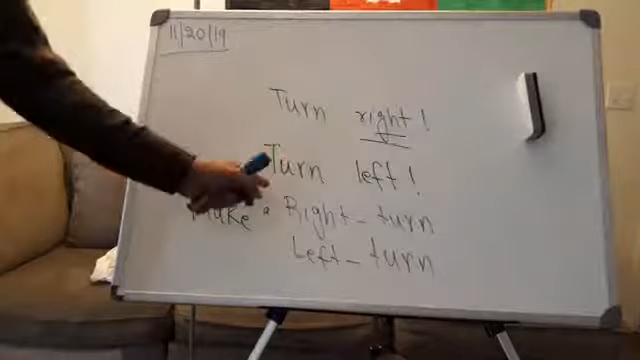 11/20/19
Turn right!
Turn left!
Make a Right-turn
Left-turn